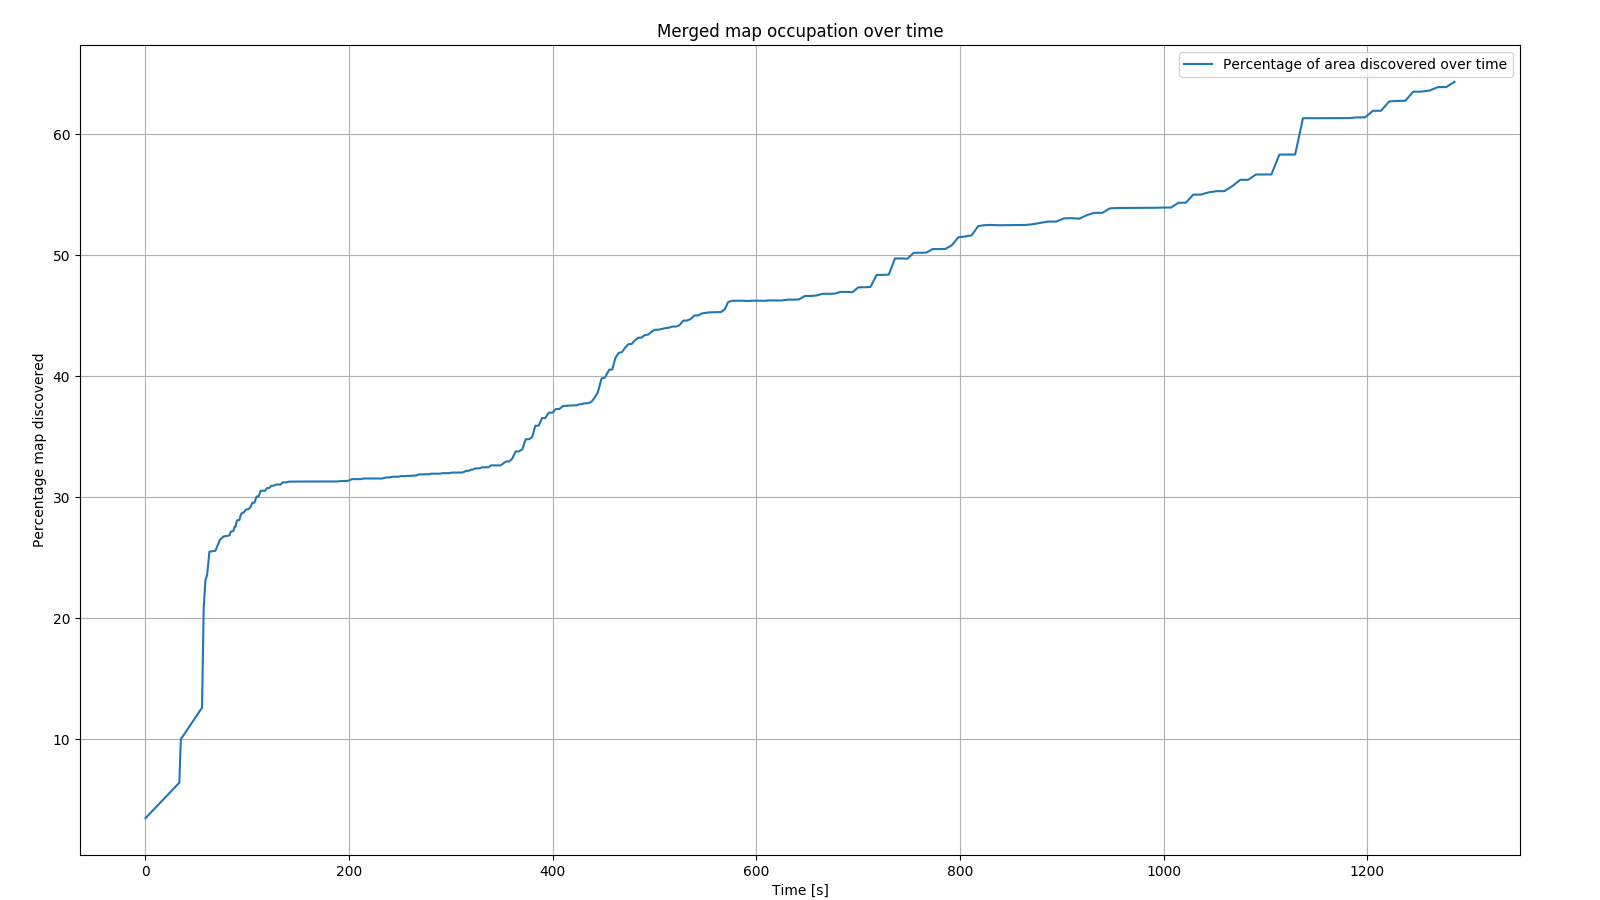 Merged map occupation over time
Percentage of area discovered over time
Percentage map discovered
60
50
40
30
20
10
0 200 400 600 800 1000 1200
Time [s]